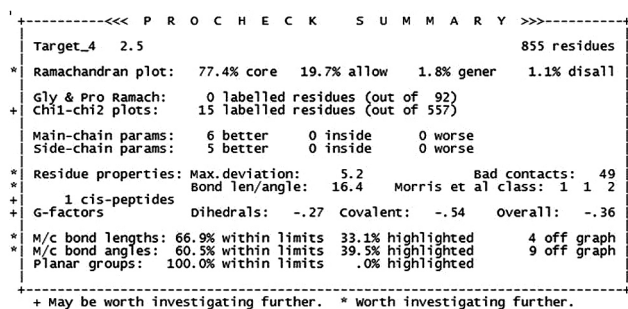 +----------<<< P R O C H E C K   S U M M A R Y >>>----------+
| Target_4   2.5                                855 residues |
*| Ramachandran plot:   77.4% core   19.7% allow   1.8% gener   1.1% disall |
| Gly & Pro Ramach:     0 labelled residues (out of  92) |
+| Chi1-chi2 plots:     15 labelled residues (out of 557) |
| Main-chain params:    6 better     0 inside     0 worse |
| Side-chain params:    5 better     0 inside     0 worse |
*| Residue properties: Max.deviation:     5.2              Bad contacts:   49 |
*|                     Bond len/angle:   16.4    Morris et al class:  1  1  2 |
+|     1 cis-peptides |
+| G-factors           Dihedrals:   -.27  Covalent:   -.54    Overall:   -.36 |
*| M/c bond lengths: 66.9% within limits  33.1% highlighted      4 off graph |
*| M/c bond angles:  60.5% within limits  39.5% highlighted      9 off graph |
| Planar groups:   100.0% within limits    .0% highlighted |
+------------------------------------------------------------+
+ May be worth investigating further.  * Worth investigating further.